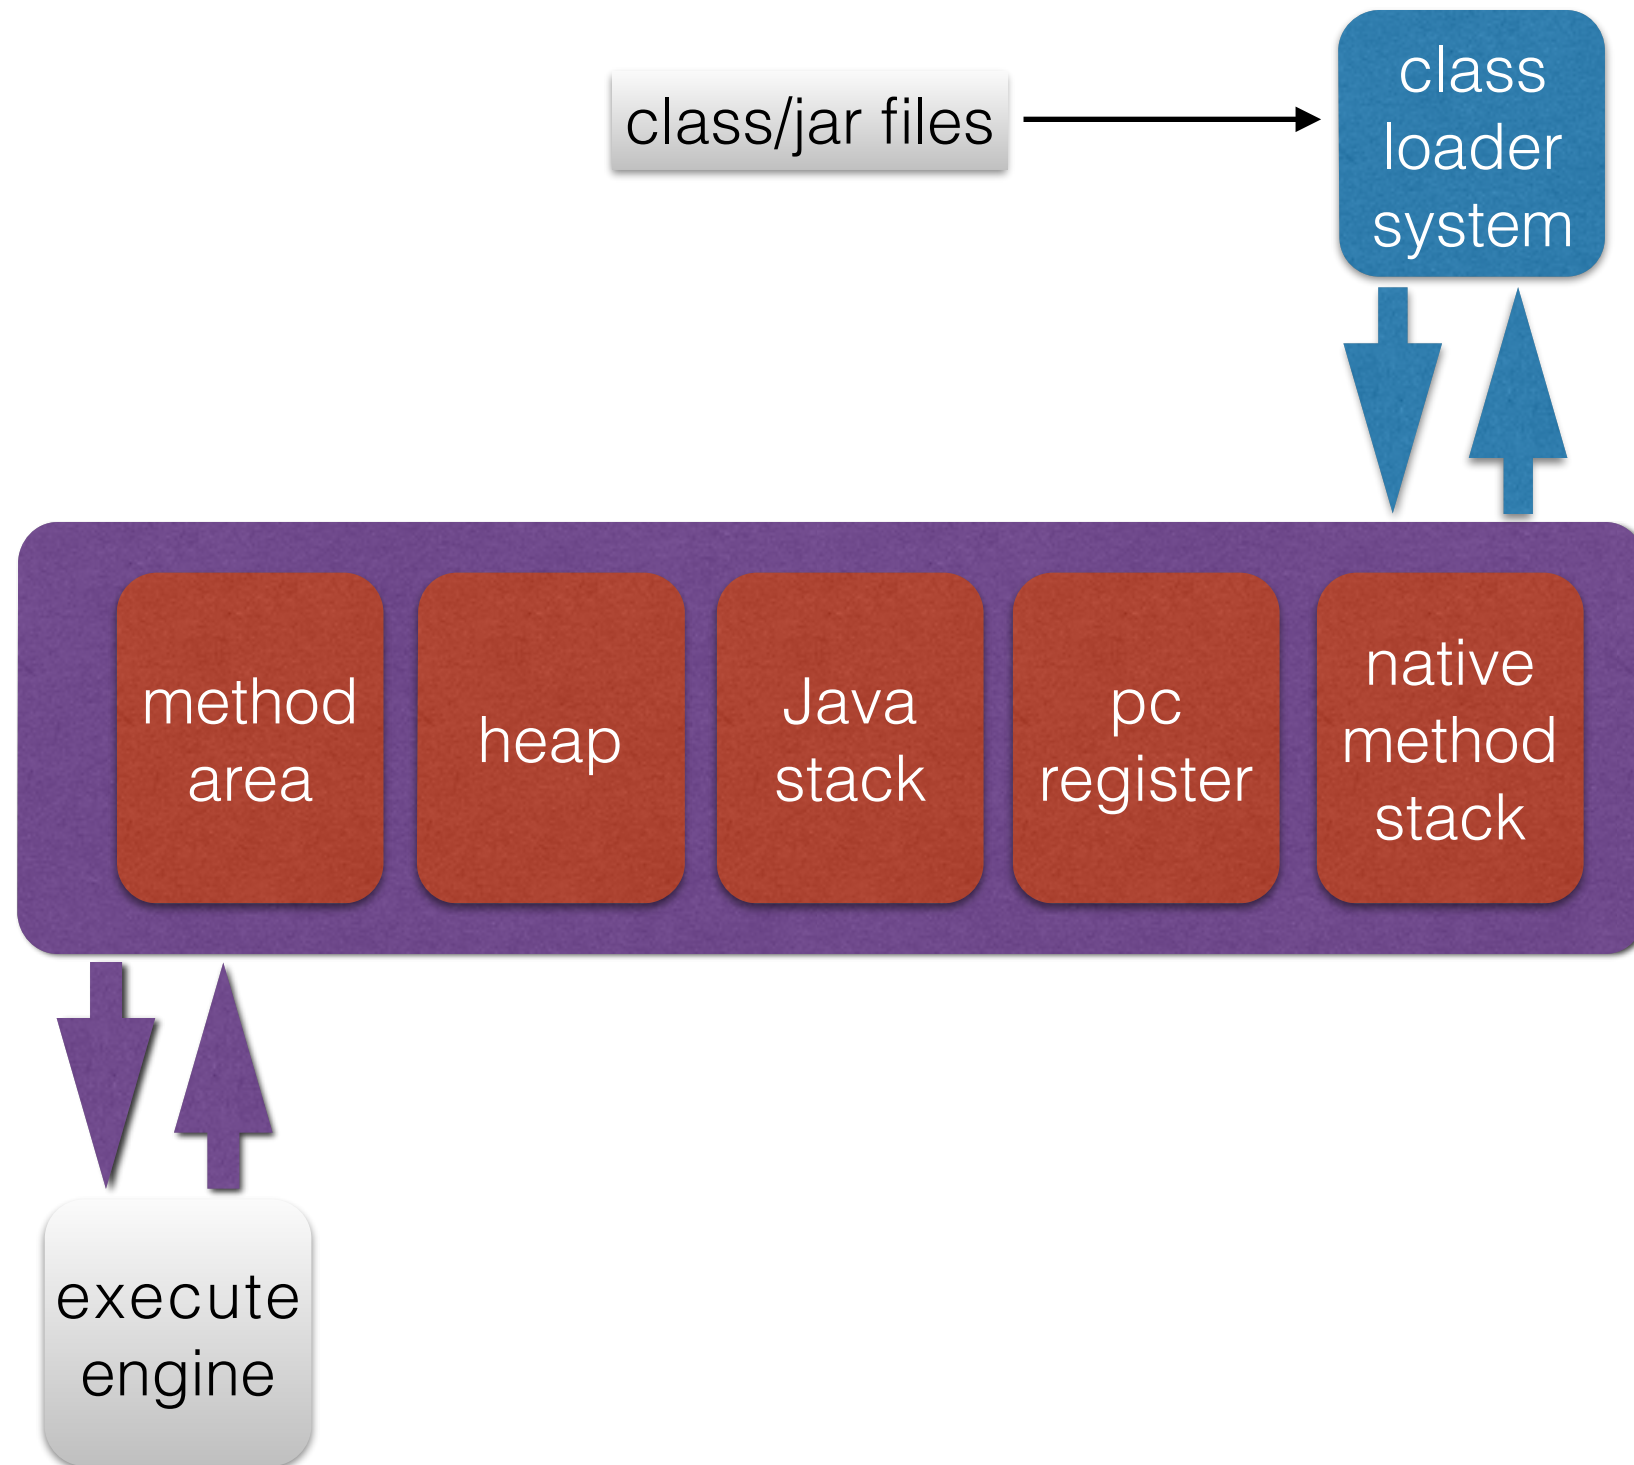 class/jar files
class
loader
system
method
area
heap
Java
stack
pc
register
native
method
stack
execute
engine